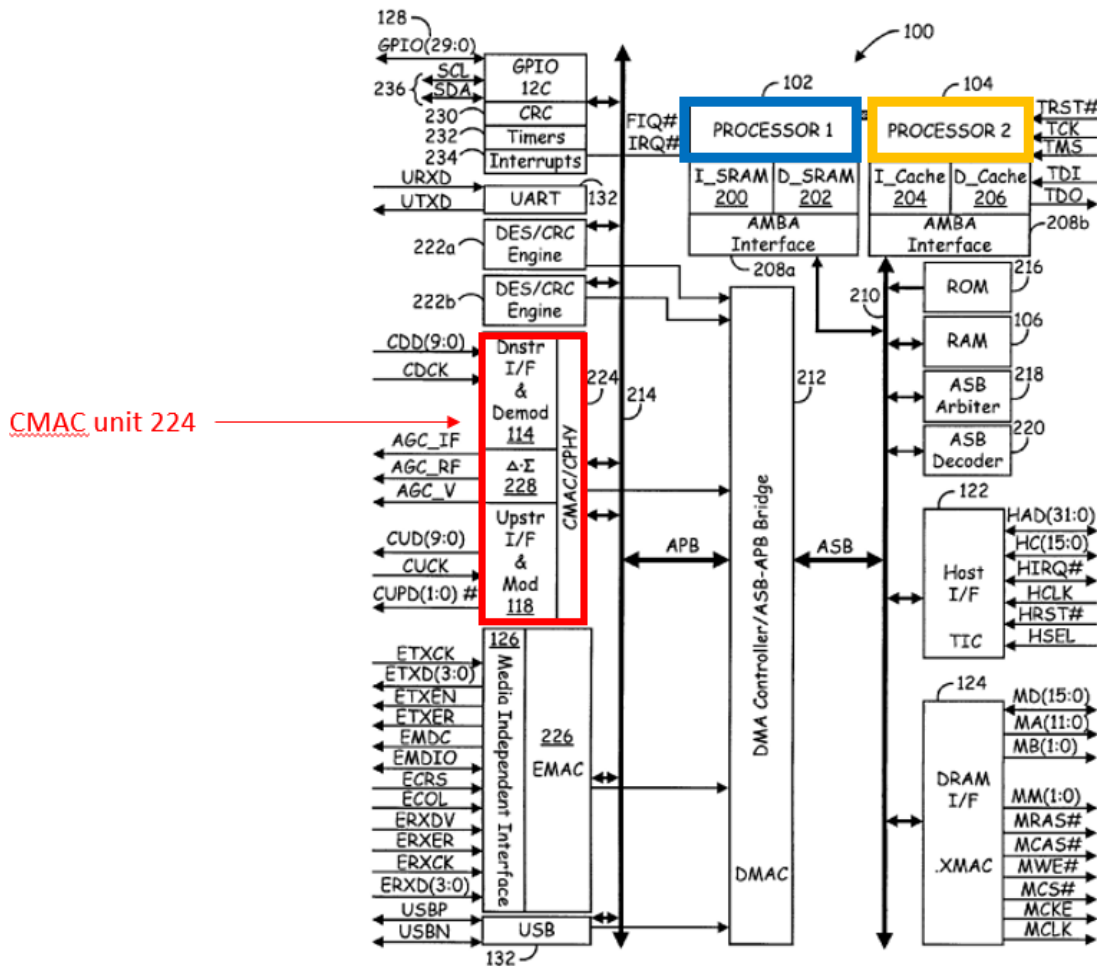 128
GPIO(29:0)
SCL
236
SDA
230
232
234
GPIO
12C
CRC
Timers
Interrupts
URXD
UTXD
UART
132
222a
DES/CRC
Engine
222b
DES/CRC
Engine
CDD(9:0)
CDCK
Dnstr
I/F
&
Demod
114
224
214
CMAC unit 224
AGC_IF
AGC_RF
AGC_V
Δ·Σ
228
CMAC/CPHY
CUD(9:0)
CUCK
CUPD(1:0) #
Upstr
I/F
&
Mod
118
ETXCK
ETXD(3:0)
ETXEN
ETXER
EMDC
EMDIO
ECRS
ECOL
ERXDV
ERXER
ERXCK
ERXD(3:0)
126
Media Independent Interface
226
EMAC
USBP
USBN
USB
132
100
102
104
FIQ#
IRQ#
PROCESSOR 1
PROCESSOR 2
TRST#
TCK
TMS
TDI
TDO
I_SRAM
200
D_SRAM
202
I_Cache
204
D_Cache
206
AMBA
Interface
208a
AMBA
Interface
208b
210
212
APB
DMA Controller/ASB-APB Bridge
ASB
DMAC
ROM
216
RAM
106
ASB
Arbiter
218
ASB
Decoder
220
122
Host
I/F
TIC
HAD(31:0)
HC(15:0)
HIRQ#
HCLK
HRST#
HSEL
124
DRAM
I/F
.XMAC
MD(15:0)
MA(11:0)
MB(1:0)
MM(1:0)
MRAS#
MCAS#
MWE#
MCS#
MCKE
MCLK